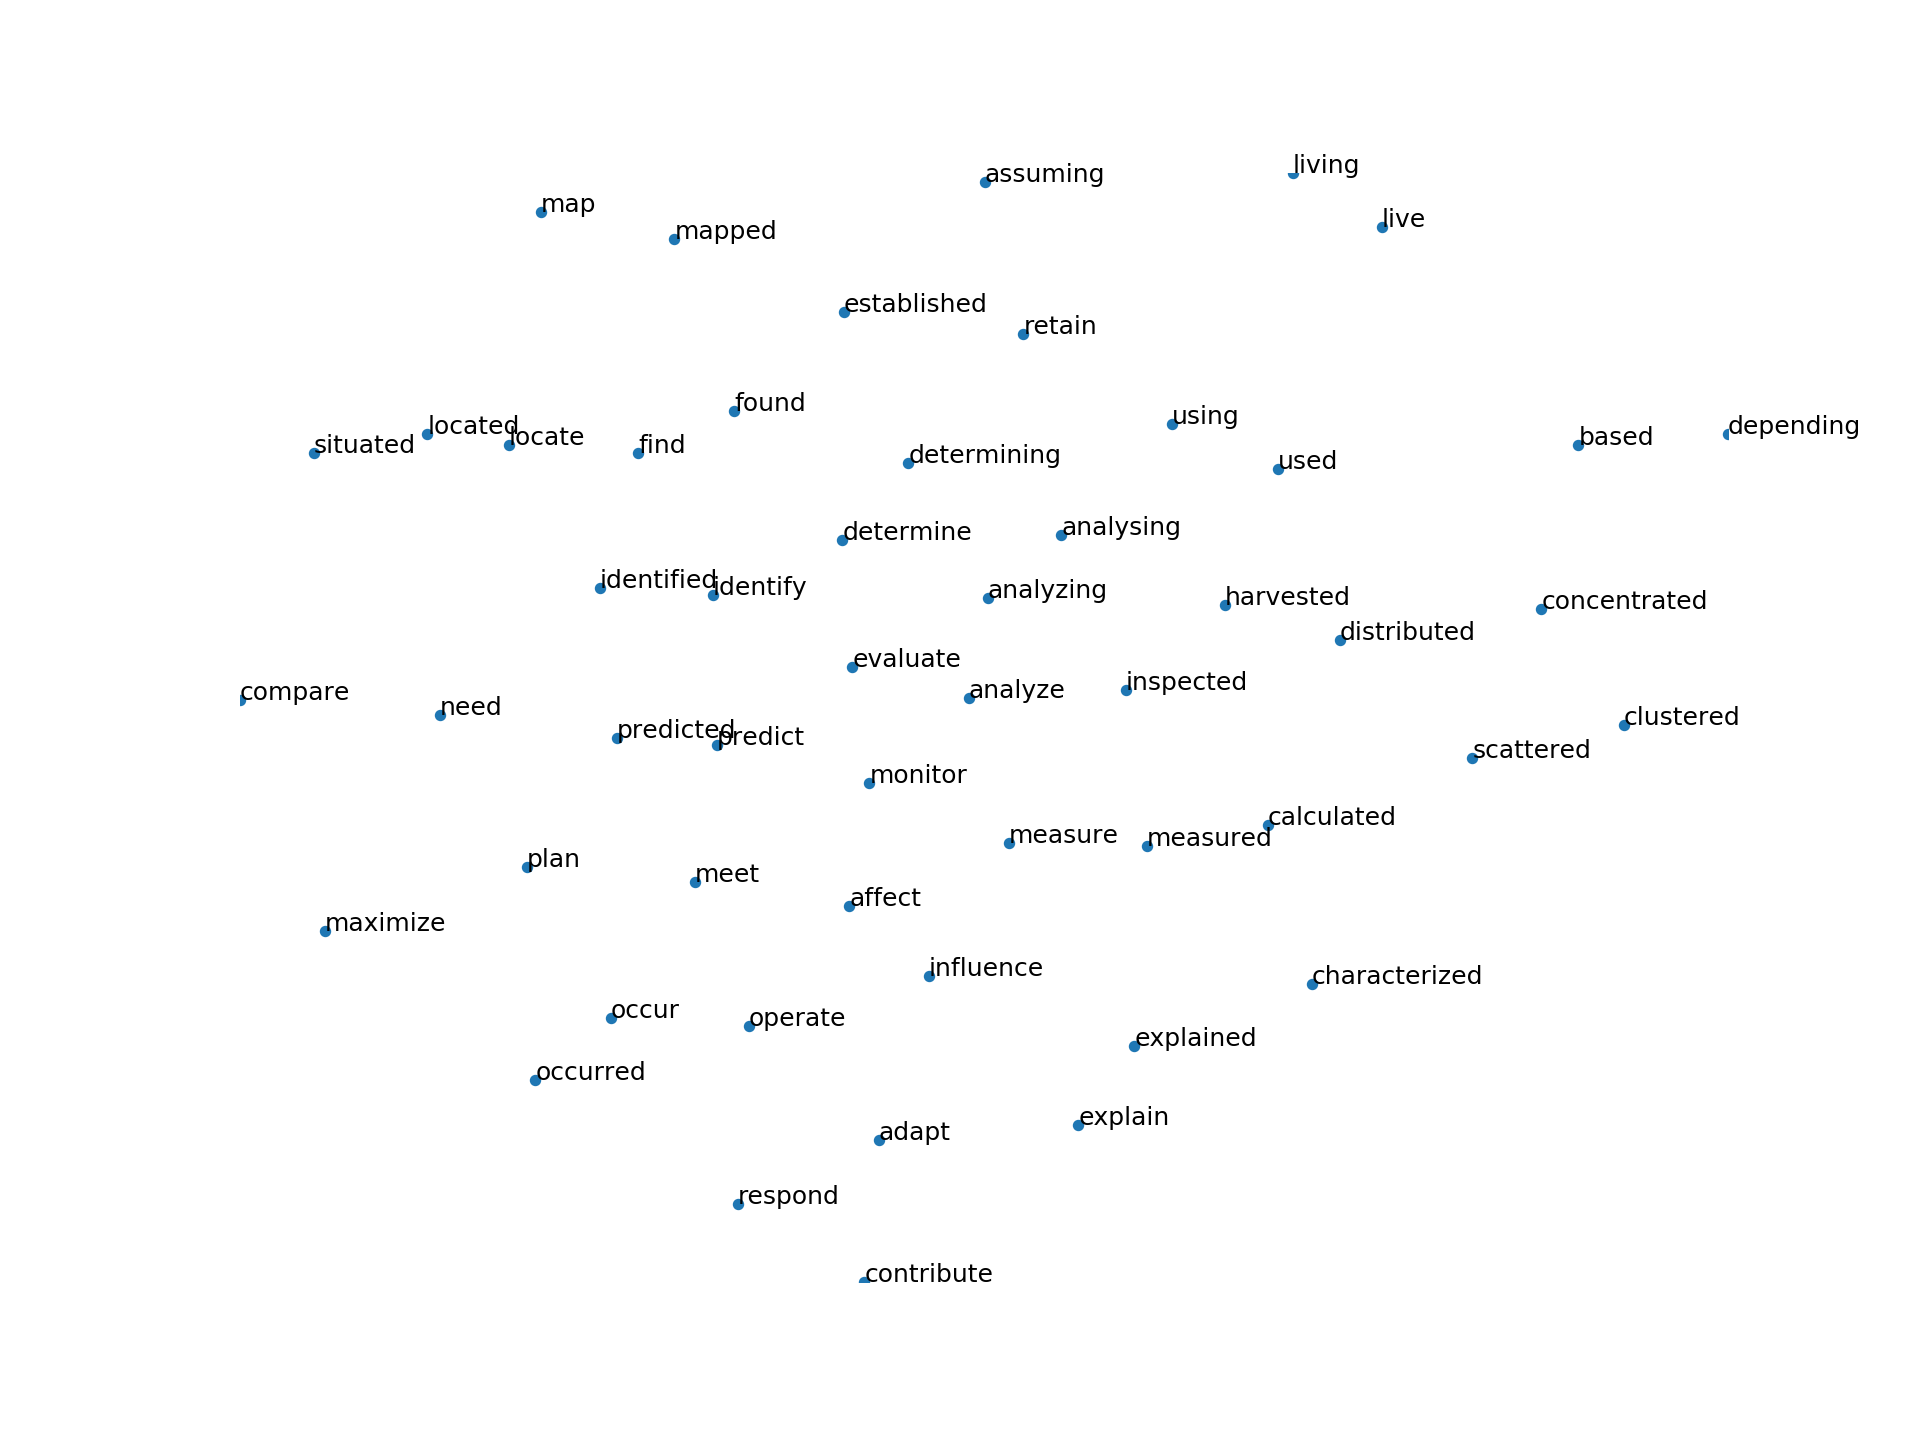 living
assuming
map
live
mapped
established
retain
found
using
located
depending
locate
based
situated
find
determining
used
analysing
determine
identified
identify
analyzing
harvested
concentrated
distributed
evaluate
inspected
analyze
compare
need
clustered
predicted
predict
scattered
monitor
calculated
measure
measured
plan
meet
affect
maximize
influence
characterized
occur
operate
explained
occurred
explain
adapt
respond
contribute